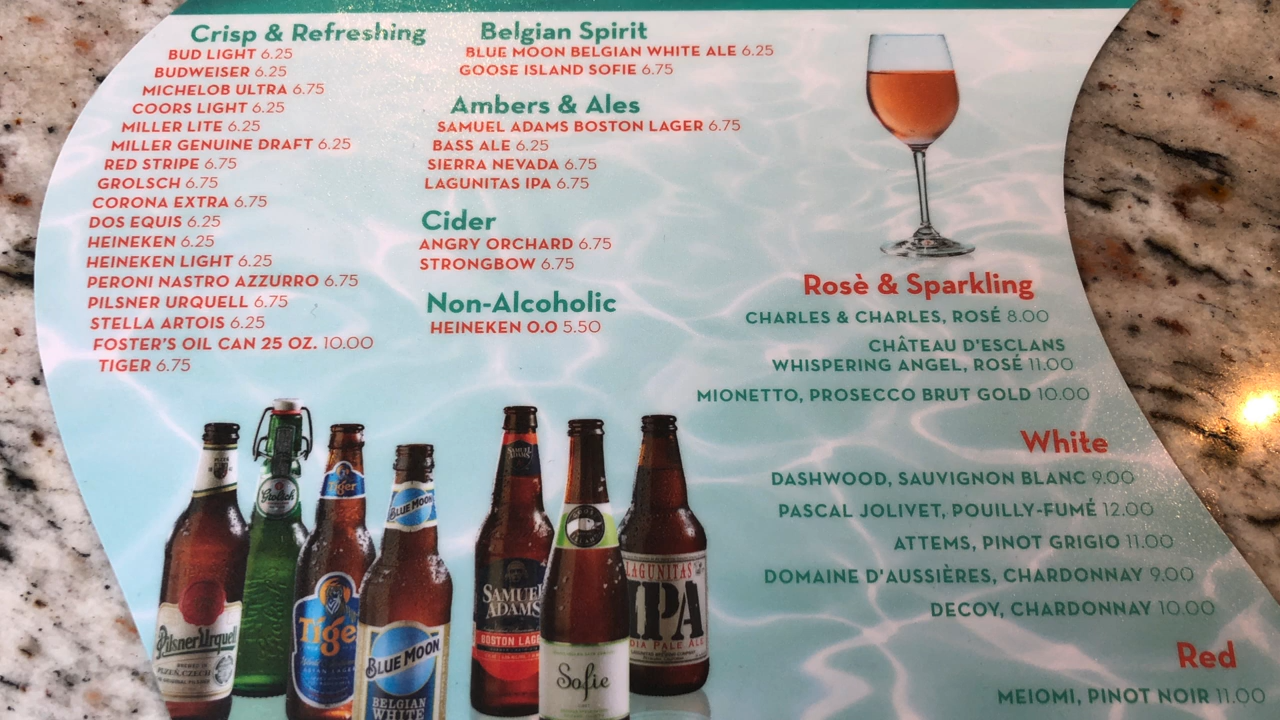 Crisp & Refreshing
BUD LIGHT 6.25
BUDWEISER 6.25
MICHELOB ULTRA 6.75
COORS LIGHT 6.25
MILLER LITE 6.25
MILLER GENUINE DRAFT 6.25
RED STRIPE 6.75
GROLSCH 6.75
CORONA EXTRA 6.75
DOS EQUIS 6.25
HEINEKEN 6.25
HEINEKEN LIGHT 6.25
PERONI NASTRO AZZURRO 6.75
PILSNER URQUELL 6.75
STELLA ARTOIS 6.25
FOSTER'S OIL CAN 25 OZ. 10.00
TIGER 6.75
Belgian Spirit
BLUE MOON BELGIAN WHITE ALE 6.25
GOOSE ISLAND SOFIE 6.75
Ambers & Ales
SAMUEL ADAMS BOSTON LAGER 6.75
BASS ALE 6.25
SIERRA NEVADA 6.75
LAGUNITAS IPA 6.75
Cider
ANGRY ORCHARD 6.75
STRONGBOW 6.75
Non-Alcoholic
HEINEKEN 0.0 5.50
Rosè & Sparkling
CHARLES & CHARLES, ROSÉ 8.00
CHÂTEAU D'ESCLANS
WHISPERING ANGEL, ROSÉ 11.00
MIONETTO, PROSECCO BRUT GOLD 10.00
White
DASHWOOD, SAUVIGNON BLANC 9.00
PASCAL JOLIVET, POUILLY-FUMÉ 12.00
ATTEMS, PINOT GRIGIO 11.00
DOMAINE D'AUSSIÈRES, CHARDONNAY 9.00
DECOY, CHARDONNAY 10.00
Red
MEIOMI, PINOT NOIR 11.00
Pilsner Urquell
PLZEŇ, CZECH
Grolsch
Tiger
Tige
BLUE MOON
BLUE MOON
BELGIAN
WHITE
SAMUEL
ADAMS
SAMUEL
ADAMS
BOSTON LAGE
Sofie
LAGUNITAS
IPA
DIA PALE ALE